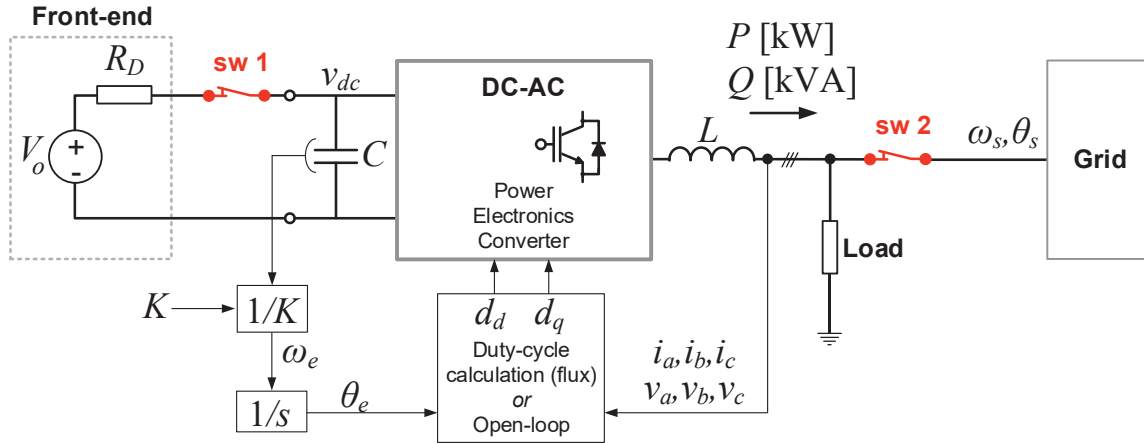 Front-end
R_D
sw 1
v_dc
V_o
+
-
C
DC-AC
Power
Electronics
Converter
P [kW]
Q [kVA]
L
sw 2
ω_s,θ_s
Grid
Load
K
1/K
ω_e
1/s
θ_e
d_d d_q
Duty-cycle
calculation (flux)
or
Open-loop
i_a,i_b,i_c
v_a,v_b,v_c